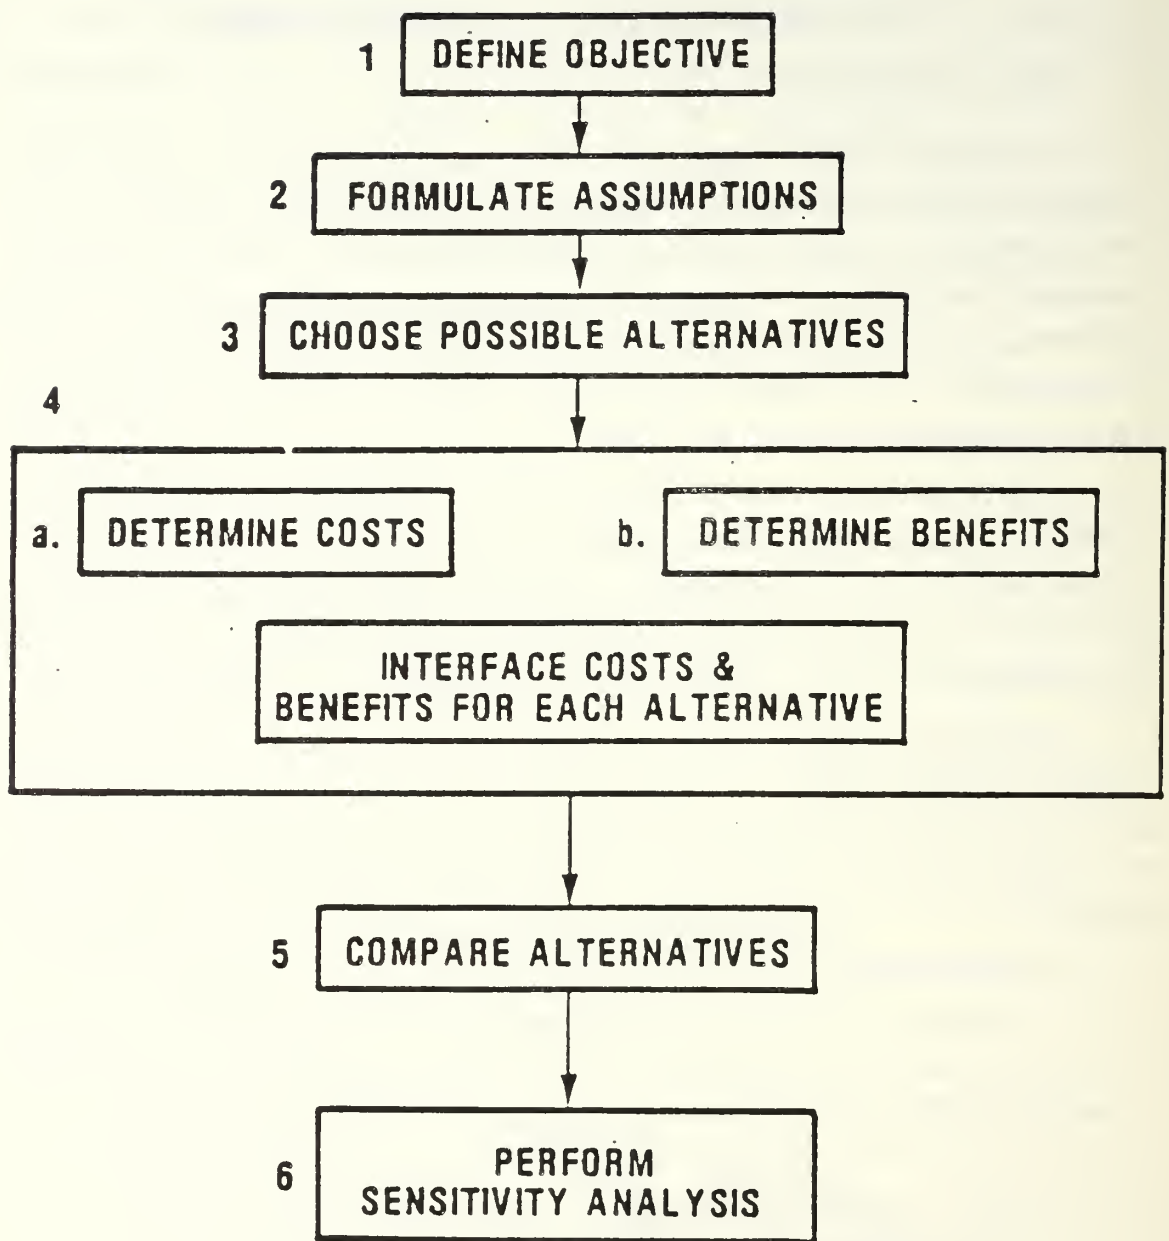 1 DEFINE OBJECTIVE
2 FORMULATE ASSUMPTIONS
3 CHOOSE POSSIBLE ALTERNATIVES
4
a. DETERMINE COSTS
b. DETERMINE BENEFITS
INTERFACE COSTS &
BENEFITS FOR EACH ALTERNATIVE
5 COMPARE ALTERNATIVES
6 PERFORM
SENSITIVITY ANALYSIS